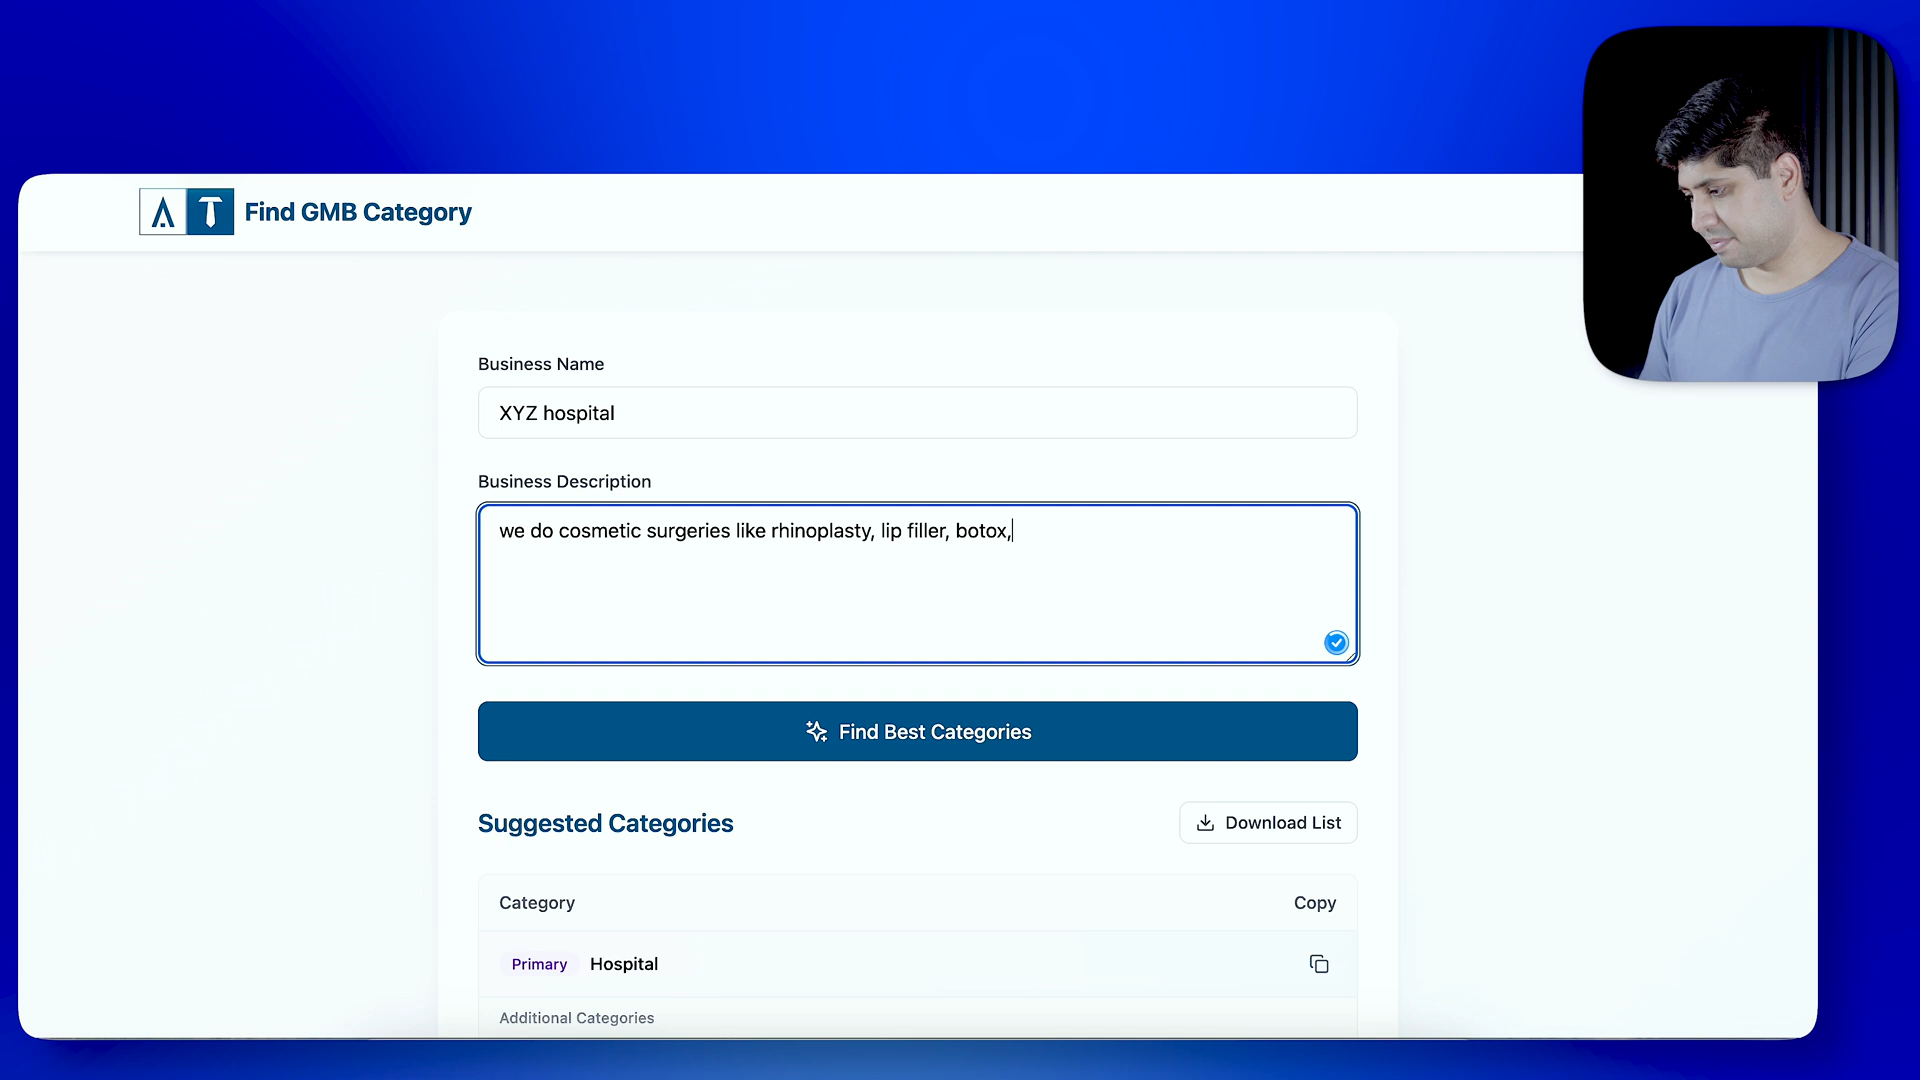 Find GMB Category
Business Name
XYZ hospital
Business Description
we do cosmetic surgeries like rhinoplasty, lip filler, botox,
Find Best Categories
Suggested Categories
Download List
Category Copy
Primary Hospital
Additional Categories